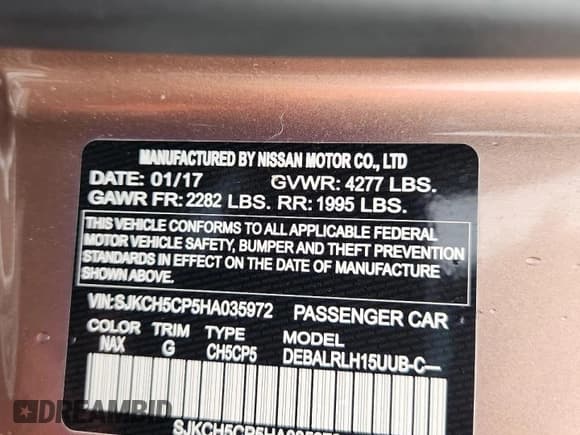 MANUFACTURED BY NISSAN MOTOR CO., LTD
DATE: 01/17 GVWR: 4277 LBS.
GAWR FR: 2282 LBS. RR: 1995 LBS.
THIS VEHICLE CONFORMS TO ALL APPLICABLE FEDERAL
MOTOR VEHICLE SAFETY, BUMPER AND THEFT PREVENTION
STANDARDS IN EFFECT ON THE DATE OF MANUFACTURE
SHOWN ABOVE.
VIN:SJKCH5CP5HA035972 PASSENGER CAR
COLOR TRIM TYPE MODEL
NAX G CH5CP5 DEBALRLH15UUB-C—
DREAMBID